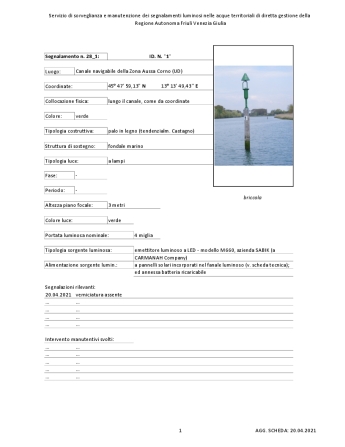 Servizio di sorveglianza e manutenzione dei segnalamenti luminosi nelle acque territoriali di diretta gestione della
Regione Autonoma Friuli Venezia Giulia
Segnalamento n. 28_1: ID. N. "1"
Luogo: Canale navigabile della Zona Aussa Corno (UD)
Coordinate: 45° 47' 59,13" N 13° 13' 43,43" E
Collocazione fisica: lungo il canale, come da coordinate
Colore: verde
Tipologia costruttiva: palo in legno (tendenzialm. Castagno)
Struttura di sostegno: fondale marino
Tipologia luce: a lampi
Fase: -
Periodo: -
bricola
Altezza piano focale: 3 metri
Colore luce: verde
Portata luminosa nominale: 4 miglia
Tipologia sorgente luminosa: emettitore luminoso a LED - modello M660, azienda SABIK (a
CARMANAH Company)
Alimentazione sorgente lumin.: a pannelli solari incorporati nel fanale luminoso (v. scheda tecnica);
ed annessa batteria ricaricabile
Segnalazioni rilevanti:
20.04.2021 verniciatura assente
... ...
... ...
... ...
... ...
Intervento manutentivi svolti:
... ...
... ...
... ...
... ...
... ...
1 AGG. SCHEDA: 20.04.2021